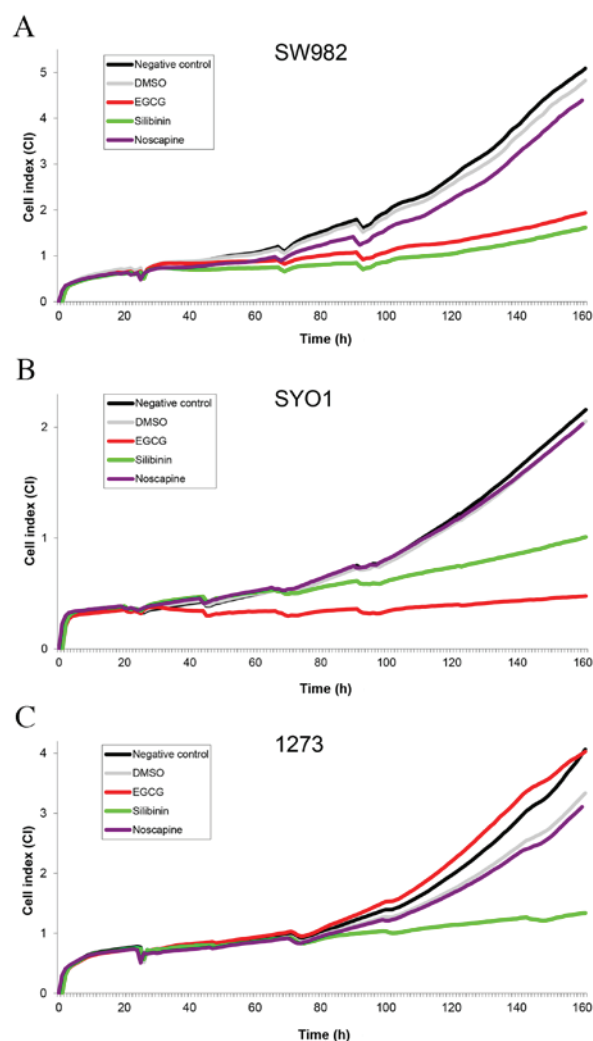 A
SW982
Negative control
DMSO
EGCG
Silibinin
Noscapine
Cell index (CI)
5
4
3
2
1
0
0 20 40 60 80 100 120 140 160
Time (h)
B
SYO1
Negative control
DMSO
EGCG
Silibinin
Noscapine
Cell index (CI)
2
1
0
0 20 40 60 80 100 120 140 160
Time (h)
C
1273
Negative control
DMSO
EGCG
Silibinin
Noscapine
Cell index (CI)
4
3
2
1
0
0 20 40 60 80 100 120 140 160
Time (h)